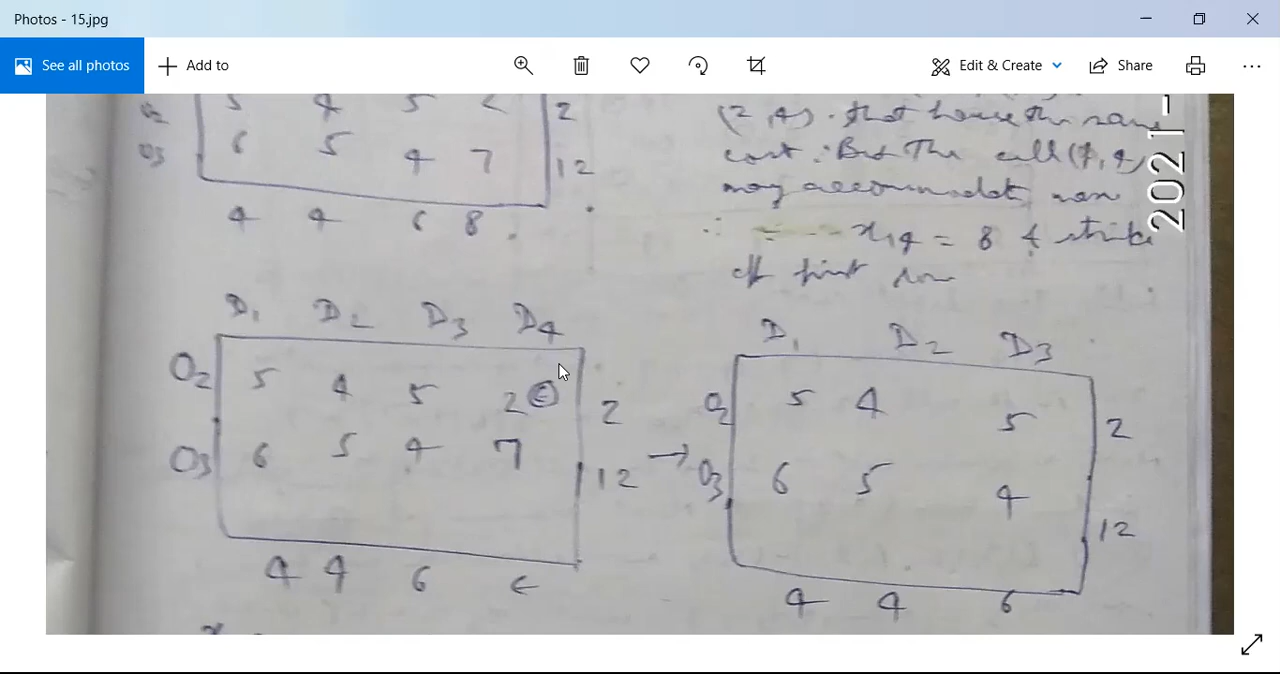 Photos - 15.jpg
See all photos
Add to
Edit & Create
Share
5 4 5 2 2
O3 6 5 4 7 12
4 4 6 8
(2,4). that have the same
cost. But The cell (1,4)
may accommodate more
∴ x14 = 8 & strike
off first row
2021-1
D1 D2 D3 D4
O2 5 4 5 2 ∈ 2
O3 6 5 4 7 12
4 4 6 ∈
→
D1 D2 D3
O2 5 4 5 2
O3 6 5 4 12
4 4 6